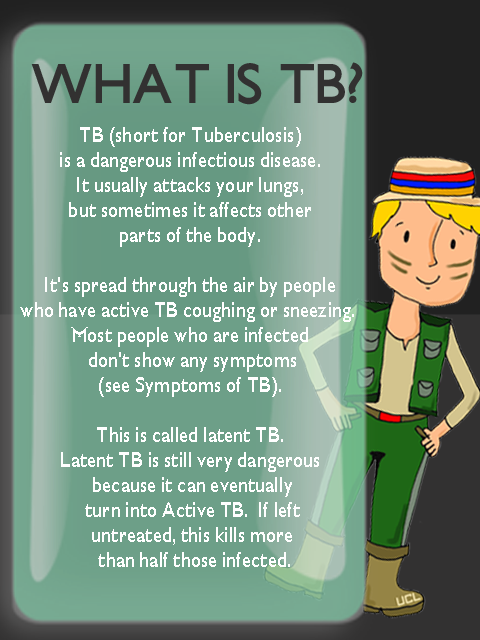 WHAT IS TB?
TB (short for Tuberculosis)
is a dangerous infectious disease.
It usually attacks your lungs,
but sometimes it affects other
parts of the body.
It's spread through the air by people
who have active TB coughing or sneezing.
Most people who are infected
don't show any symptoms
(see Symptoms of TB).
This is called latent TB.
Latent TB is still very dangerous
because it can eventually
turn into Active TB. If left
untreated, this kills more
than half those infected.
UCL